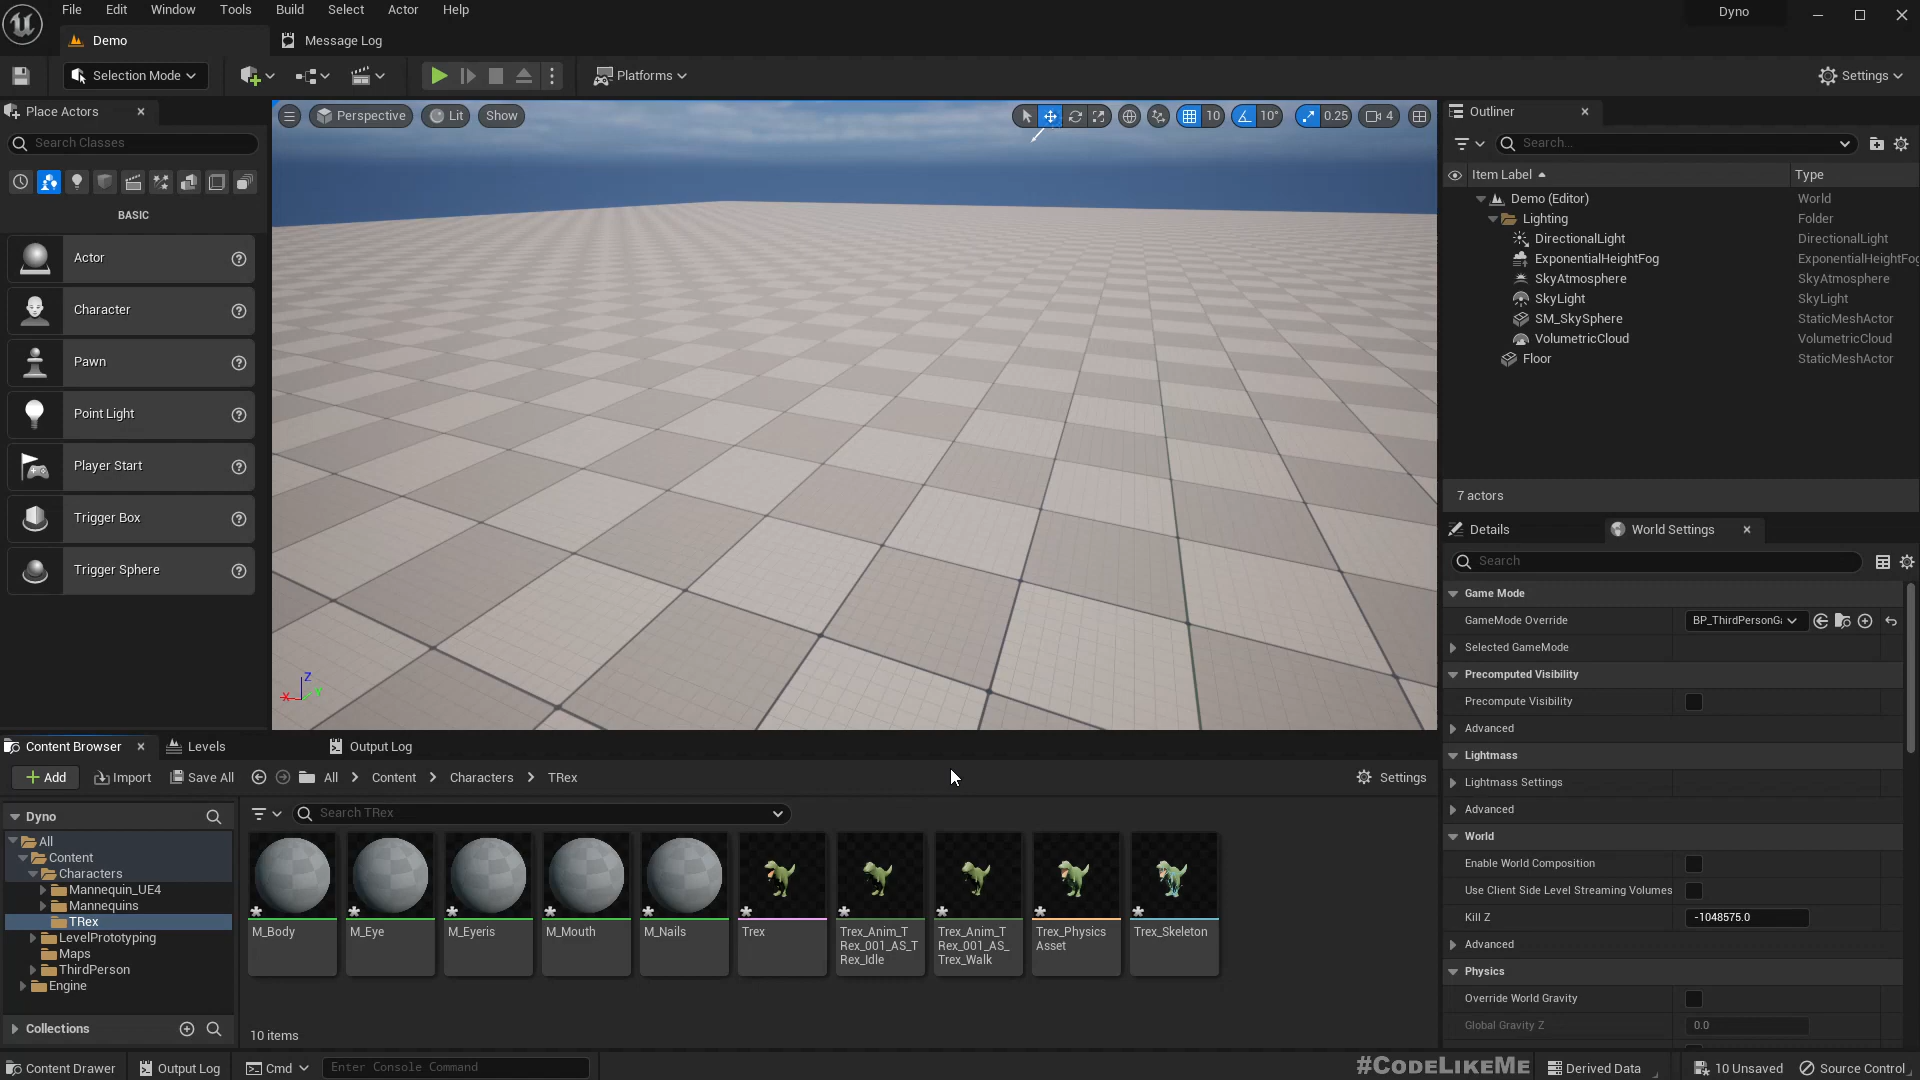 File Edit Window Tools Build Select Actor Help
Dyno
Demo
Message Log
Selection Mode
Platforms
Settings
Place Actors
Search Classes
BASIC
Actor
Character
Pawn
Point Light
Player Start
Trigger Box
Trigger Sphere
Perspective
Lit
Show
10
10°
0.25
4
Z
X
Y
Outliner
Search...
Item Label Type
Demo (Editor) World
Lighting Folder
DirectionalLight DirectionalLight
ExponentialHeightFog ExponentialHeightFog
SkyAtmosphere SkyAtmosphere
SkyLight SkyLight
SM_SkySphere StaticMeshActor
VolumetricCloud VolumetricCloud
Floor StaticMeshActor
7 actors
Details
World Settings
Search
Game Mode
GameMode Override BP_ThirdPersonGa
Selected GameMode
Precomputed Visibility
Precompute Visibility
Advanced
Lightmass
Lightmass Settings
Advanced
World
Enable World Composition
Use Client Side Level Streaming Volumes
Kill Z -1048575.0
Advanced
Physics
Override World Gravity
Global Gravity Z 0.0
Content Browser
Levels
Output Log
Add
Import
Save All
All
Content
Characters
TRex
Settings
Dyno
All
Content
Characters
Mannequin_UE4
Mannequins
TRex
LevelPrototyping
Maps
ThirdPerson
Engine
Collections
Search TRex
M_Body
M_Eye
M_Eyeris
M_Mouth
M_Nails
Trex
Trex_Anim_T
Rex_001_AS_T
Rex_Idle
Trex_Anim_T
Rex_001_AS_
Trex_Walk
Trex_Physics
Asset
Trex_Skeleton
10 items
Content Drawer
Output Log
Cmd
Enter Console Command
#CodeLikeMe
Derived Data
10 Unsaved
Source Control